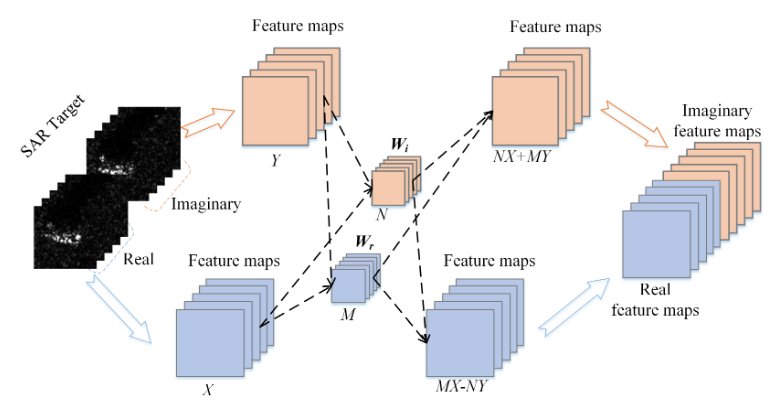 Feature maps
Feature maps
SAR Target
Imaginary
feature maps
Y
W_i
NX+MY
Imaginary
N
Real
W_r
Feature maps
Feature maps
M
Real
feature maps
X
MX-NY